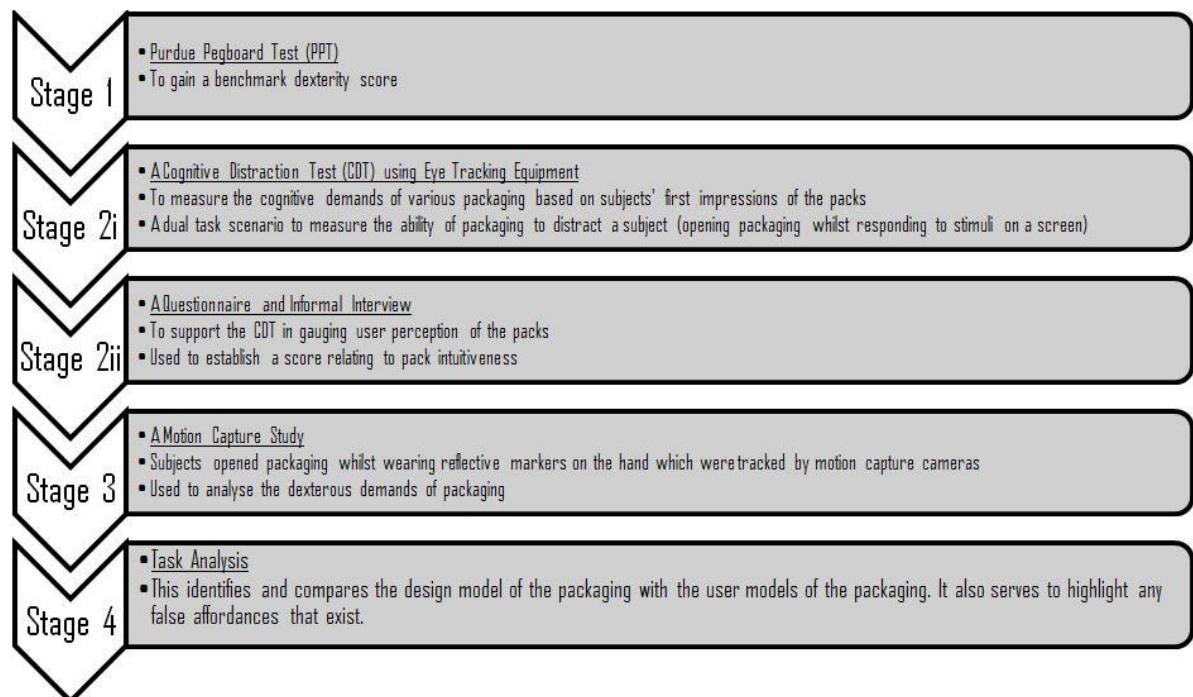 Stage 1
• Purdue Pegboard Test (PPT)
• To gain a benchmark dexterity score
Stage 2i
• A Cognitive Distraction Test (CDT) using Eye Tracking Equipment
• To measure the cognitive demands of various packaging based on subjects' first impressions of the packs
• A dual task scenario to measure the ability of packaging to distract a subject (opening packaging whilst responding to stimuli on a screen)
Stage 2ii
• A Questionnaire and Informal Interview
• To support the CDT in gauging user perception of the packs
• Used to establish a score relating to pack intuitiveness
Stage 3
• A Motion Capture Study
• Subjects opened packaging whilst wearing reflective markers on the hand which were tracked by motion capture cameras
• Used to analyse the dexterous demands of packaging
Stage 4
• Task Analysis
• This identifies and compares the design model of the packaging with the user models of the packaging. It also serves to highlight any
false affordances that exist.